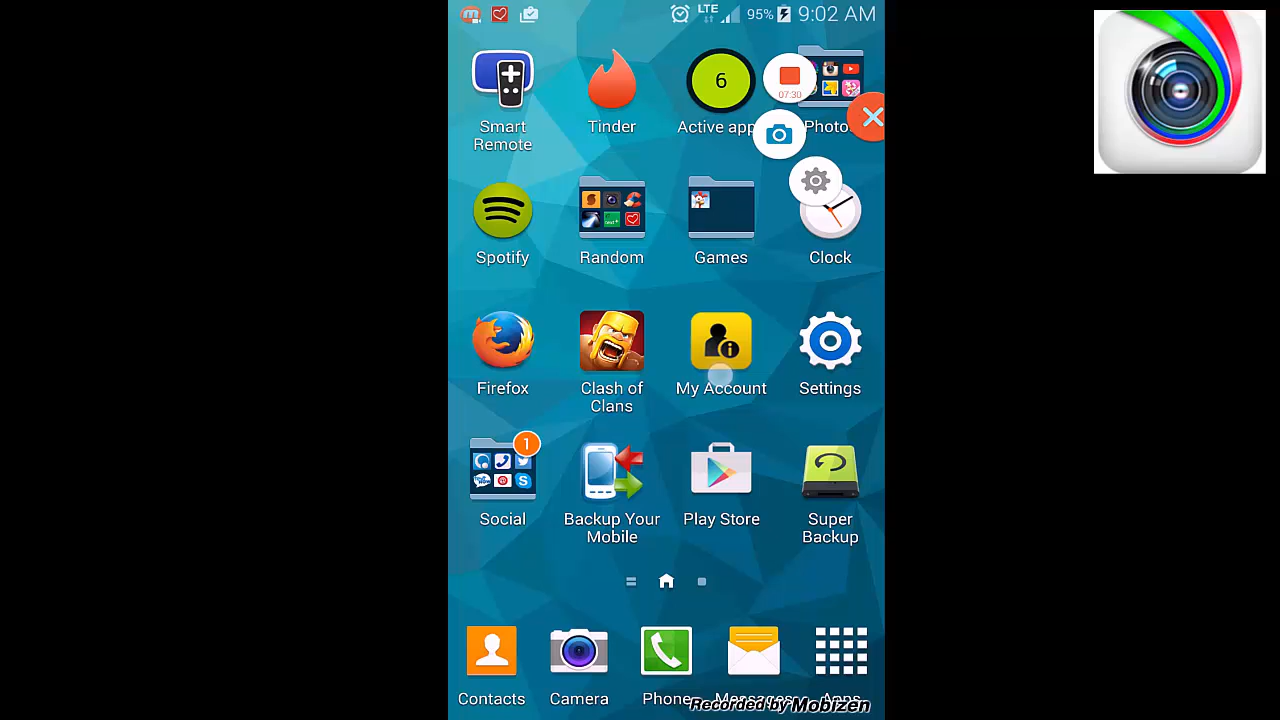 LTE 95% 9:02 AM
6
07:30
Smart
Remote
Tinder
Active app
Photo
Spotify
Random
Games
Clock
Firefox
Clash of
Clans
My Account
Settings
1
Social
Backup Your
Mobile
Play Store
Super
Backup
Contacts
Camera
Phone
Messages
Apps
Recorded by Mobizen